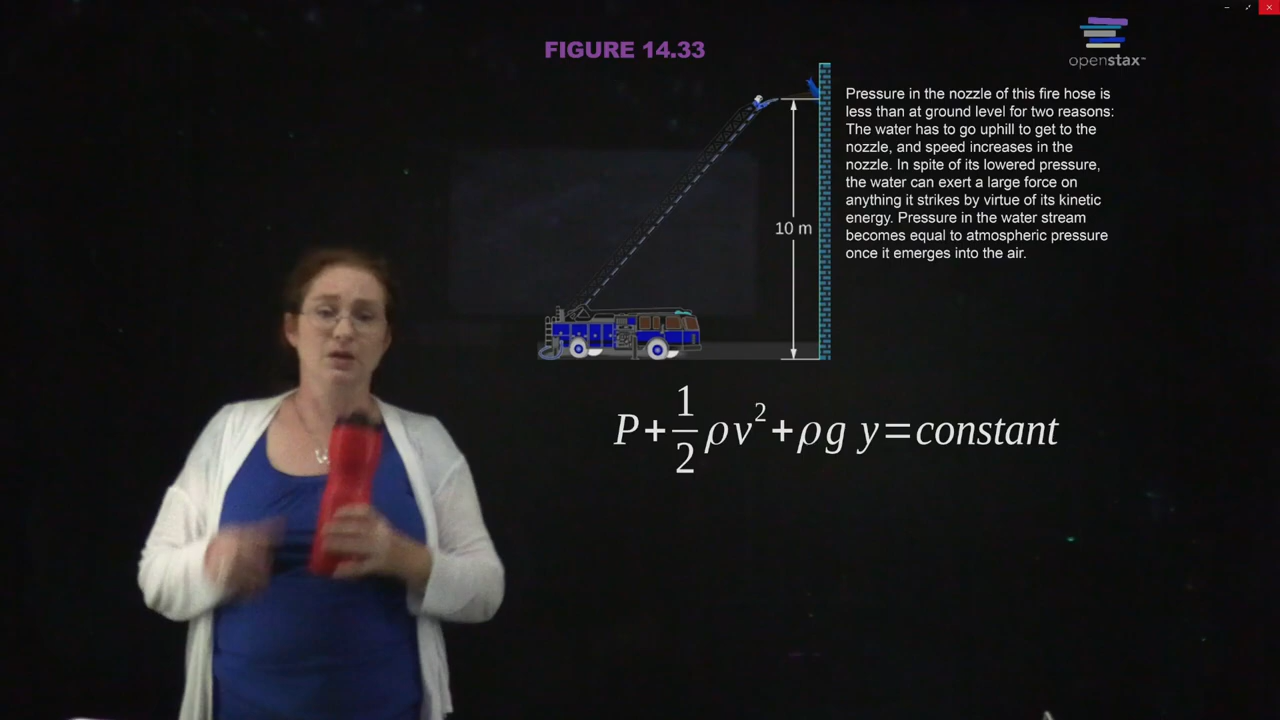 FIGURE 14.33
openstax™
Pressure in the nozzle of this fire hose is
less than at ground level for two reasons:
The water has to go uphill to get to the
nozzle, and speed increases in the
nozzle. In spite of its lowered pressure,
the water can exert a large force on
anything it strikes by virtue of its kinetic
energy. Pressure in the water stream
becomes equal to atmospheric pressure
once it emerges into the air.
10 m
P+1/2 ρv²+ρg y=constant